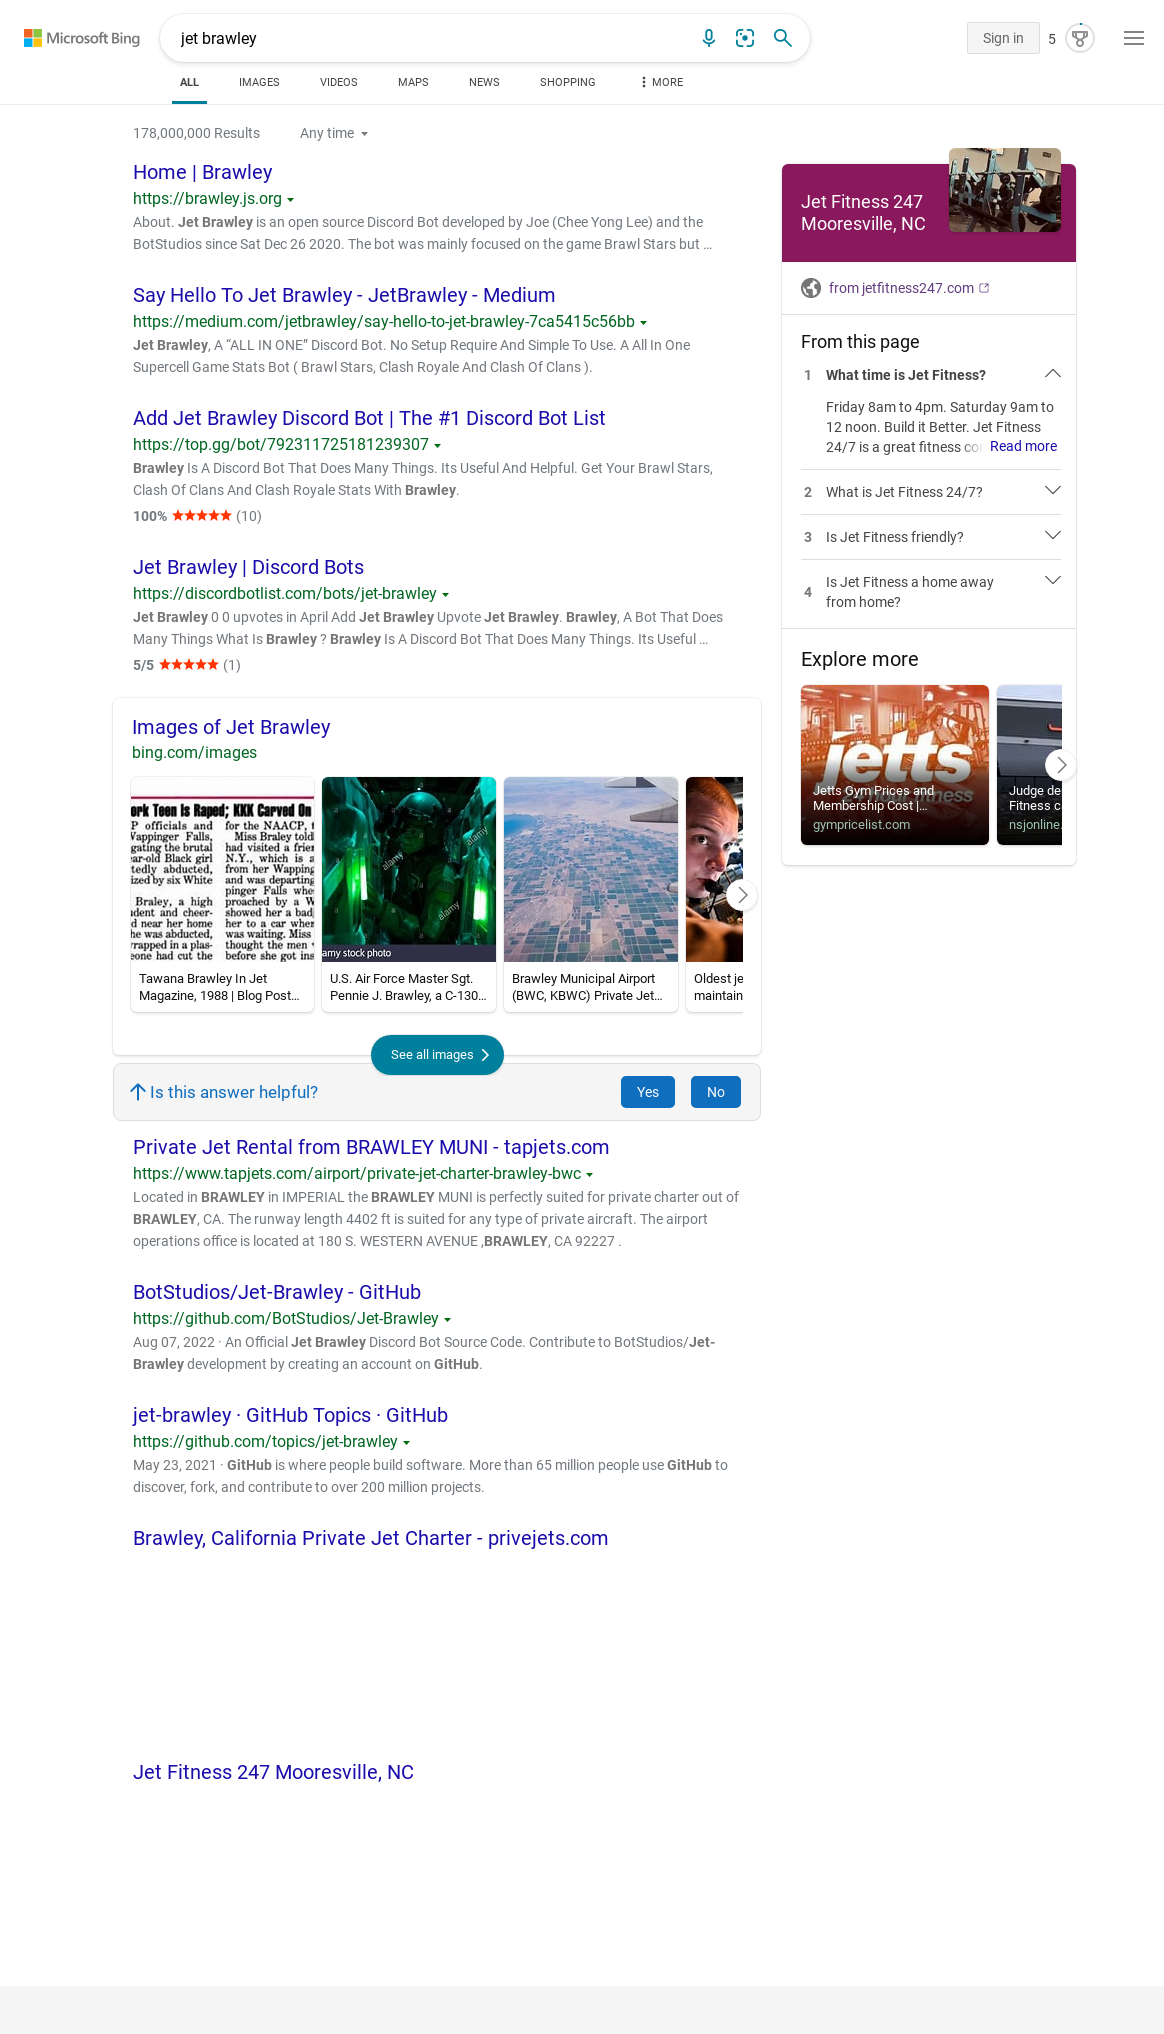 Microsoft Bing
jet brawley
Sign in
5
ALL
IMAGES
VIDEOS
MAPS
NEWS
SHOPPING
MORE
178,000,000 Results
Any time
Home | Brawley
https://brawley.js.org
About. Jet Brawley is an open source Discord Bot developed by Joe (Chee Yong Lee) and the
BotStudios since Sat Dec 26 2020. The bot was mainly focused on the game Brawl Stars but ...
Say Hello To Jet Brawley - JetBrawley - Medium
https://medium.com/jetbrawley/say-hello-to-jet-brawley-7ca5415c56bb
Jet Brawley, A “ALL IN ONE” Discord Bot. No Setup Require And Simple To Use. A All In One
Supercell Game Stats Bot ( Brawl Stars, Clash Royale And Clash Of Clans ).
Add Jet Brawley Discord Bot | The #1 Discord Bot List
https://top.gg/bot/792311725181239307
Brawley Is A Discord Bot That Does Many Things. Its Useful And Helpful. Get Your Brawl Stars,
Clash Of Clans And Clash Royale Stats With Brawley.
100% (10)
Jet Brawley | Discord Bots
https://discordbotlist.com/bots/jet-brawley
Jet Brawley 0 0 upvotes in April Add Jet Brawley Upvote Jet Brawley. Brawley, A Bot That Does
Many Things What Is Brawley ? Brawley Is A Discord Bot That Does Many Things. Its Useful ...
5/5 (1)
Images of Jet Brawley
bing.com/images
ork Teen Is Raped; KKK Carved On
P officials and
Wappinger Falls,
gating the brutal
ear-old Black girl
tedly abducted,
ized by six White
Braley, a high
dent and cheer-
d near her home
he was abducted,
wrapped in a plas-
eone had cut the
for the NAACP, t
Miss Braley told
had visited a frien
N.Y., which is a
from her Wapping
and was departing
pinger Falls when
proached by a W
showed her a bad
her to a car when
was waiting. Miss
thought the men w
before she got ins
Tawana Brawley In Jet
Magazine, 1988 | Blog Post...
alamy
alamy
alamy
a
amy stock photo
U.S. Air Force Master Sgt.
Pennie J. Brawley, a C-130...
Brawley Municipal Airport
(BWC, KBWC) Private Jet...
Oldest je
maintain
See all images
Is this answer helpful?
Yes
No
Private Jet Rental from BRAWLEY MUNI - tapjets.com
https://www.tapjets.com/airport/private-jet-charter-brawley-bwc
Located in BRAWLEY in IMPERIAL the BRAWLEY MUNI is perfectly suited for private charter out of
BRAWLEY, CA. The runway length 4402 ft is suited for any type of private aircraft. The airport
operations office is located at 180 S. WESTERN AVENUE ,BRAWLEY, CA 92227 .
BotStudios/Jet-Brawley - GitHub
https://github.com/BotStudios/Jet-Brawley
Aug 07, 2022 · An Official Jet Brawley Discord Bot Source Code. Contribute to BotStudios/Jet-
Brawley development by creating an account on GitHub.
jet-brawley · GitHub Topics · GitHub
https://github.com/topics/jet-brawley
May 23, 2021 · GitHub is where people build software. More than 65 million people use GitHub to
discover, fork, and contribute to over 200 million projects.
Brawley, California Private Jet Charter - privejets.com
Jet Fitness 247 Mooresville, NC
Jet Fitness 247
Mooresville, NC
from jetfitness247.com
From this page
1 What time is Jet Fitness?
Friday 8am to 4pm. Saturday 9am to
12 noon. Build it Better. Jet Fitness
24/7 is a great fitness co Read more
2 What is Jet Fitness 24/7?
3 Is Jet Fitness friendly?
4 Is Jet Fitness a home away
from home?
Explore more
jetts
24 hour fitness
Jetts Gym Prices and
Membership Cost |...
gympricelist.com
Judge de
Fitness c
nsjonline.